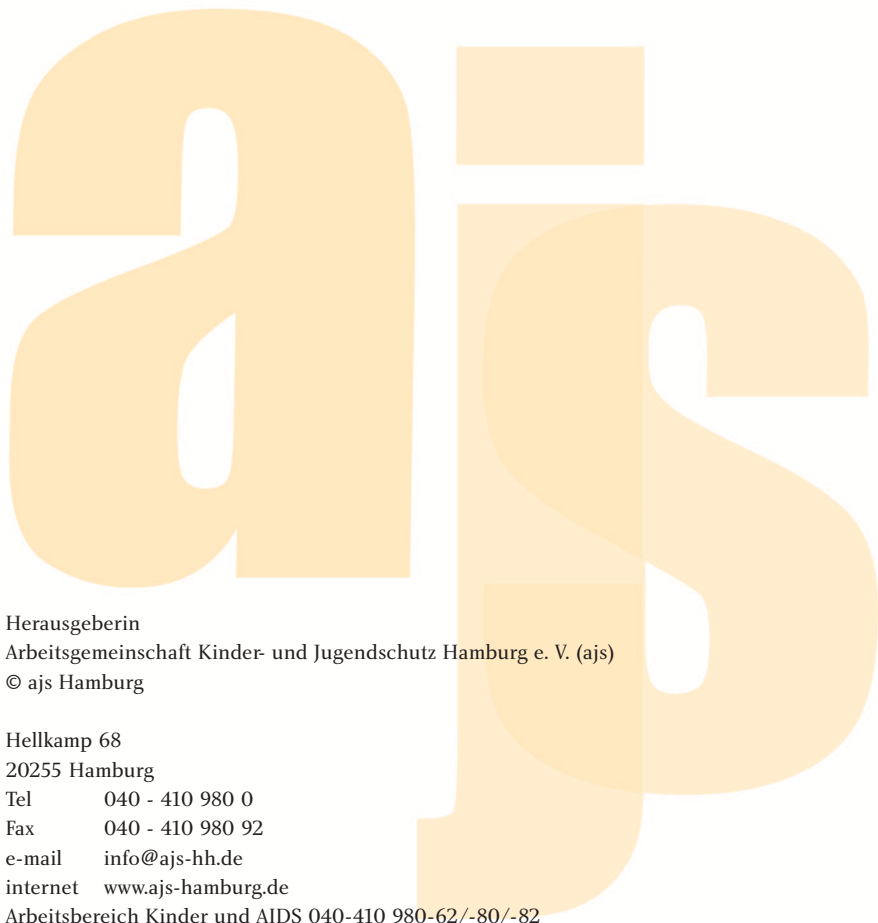 ajs
Herausgeberin
Arbeitsgemeinschaft Kinder- und Jugendschutz Hamburg e. V. (ajs)
© ajs Hamburg
Hellkamp 68
20255 Hamburg
Tel 040 - 410 980 0
Fax 040 - 410 980 92
e-mail info@ajs-hh.de
internet www.ajs-hamburg.de
Arbeitsbereich Kinder und AIDS 040-410 980-62/-80/-82